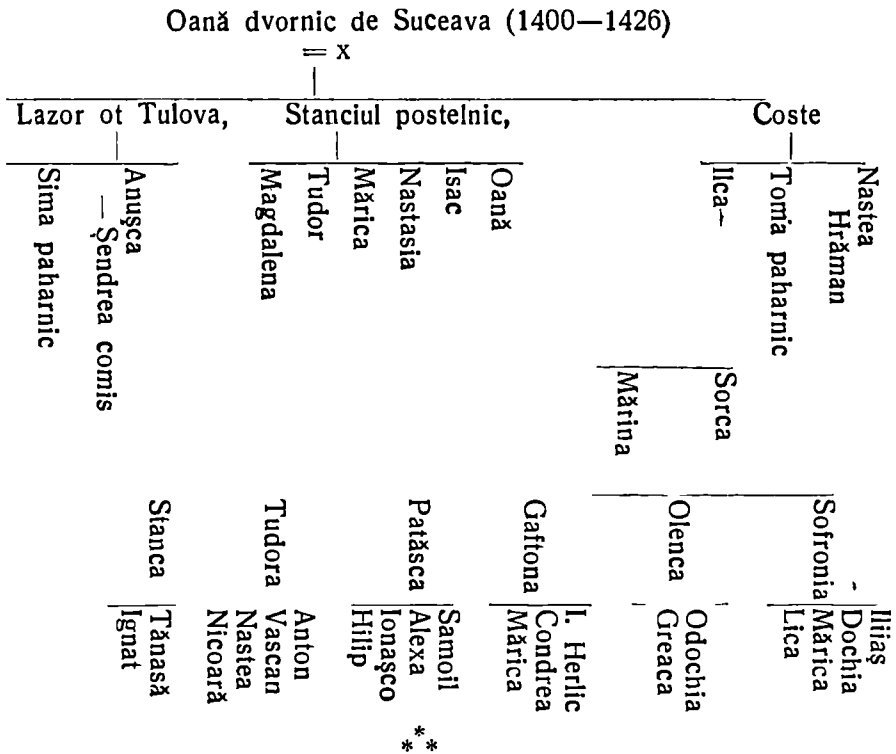 Oană dvornic de Suceava (1400—1426)
= x
Lazor ot Tulova, Stanciul postelnic, Coste
Sima paharnic
Anușca
— Șendrea comis
Magdalena
Tudor
Mărica
Nastasia
Isac
Oană
Ilca—
Toma paharnic
Hrăman
Nastea
Mărina
Sorca
Stanca
Tudora
Patăsca
Gaftona
Olenca
Sofronia -
Ignat
Tănasă
Nicoară
Nastea
Vascan
Anton
Hilip
Ionașco
Alexa
Samoil
Mărica
Condrea
I. Herlic
Greaca
Odochia
Lica
Mărica
Dochia
Iliiaș
* * *